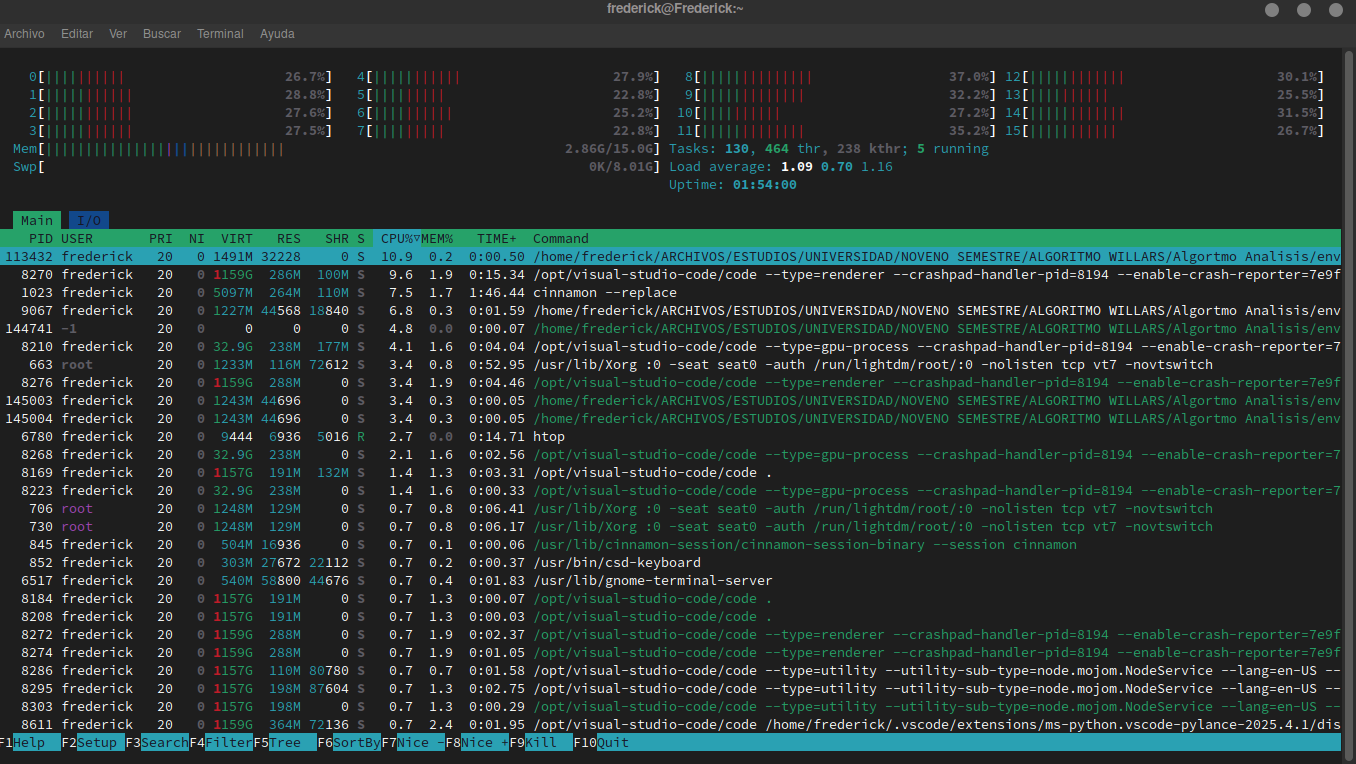 frederick@Frederick:~
Archivo Editar Ver Buscar Terminal Ayuda
0[||||||||||| 26.7%] 4[|||||||||||| 27.9%] 8[|||||||||||||| 37.0%] 12[|||||||||||| 30.1%]
1[|||||||||||| 28.8%] 5[|||||||||| 22.8%] 9[||||||||||||| 32.2%] 13[|||||||||| 25.5%]
2[|||||||||||| 27.6%] 6[||||||||||| 25.2%] 10[|||||||||| 27.2%] 14[|||||||||||| 31.5%]
3[|||||||||||| 27.5%] 7[|||||||||| 22.8%] 11[||||||||||||| 35.2%] 15[||||||||||| 26.7%]
Mem[||||||||||||||||||||||||||||||| 2.86G/15.0G] Tasks: 130, 464 thr, 238 kthr; 5 running
Swp[ 0K/8.01G] Load average: 1.09 0.70 1.16
Uptime: 01:54:00
Main I/O
PID USER PRI NI VIRT RES SHR S CPU%▽MEM% TIME+ Command
113432 frederick 20 0 1491M 32228 0 S 10.9 0.2 0:00.50 /home/frederick/ARCHIVOS/ESTUDIOS/UNIVERSIDAD/NOVENO SEMESTRE/ALGORITMO WILLARS/Algortmo Analisis/env
8270 frederick 20 0 1159G 286M 100M S 9.6 1.9 0:15.34 /opt/visual-studio-code/code --type=renderer --crashpad-handler-pid=8194 --enable-crash-reporter=7e9f
1023 frederick 20 0 5097M 264M 110M S 7.5 1.7 1:46.44 cinnamon --replace
9067 frederick 20 0 1227M 44568 18840 S 6.8 0.3 0:01.59 /home/frederick/ARCHIVOS/ESTUDIOS/UNIVERSIDAD/NOVENO SEMESTRE/ALGORITMO WILLARS/Algortmo Analisis/env
144741 -1 20 0 0 0 0 S 4.8 0.0 0:00.07 /home/frederick/ARCHIVOS/ESTUDIOS/UNIVERSIDAD/NOVENO SEMESTRE/ALGORITMO WILLARS/Algortmo Analisis/env
8210 frederick 20 0 32.9G 238M 177M S 4.1 1.6 0:04.04 /opt/visual-studio-code/code --type=gpu-process --crashpad-handler-pid=8194 --enable-crash-reporter=7
663 root 20 0 1233M 116M 72612 S 3.4 0.8 0:52.95 /usr/lib/Xorg :0 -seat seat0 -auth /run/lightdm/root/:0 -nolisten tcp vt7 -novtswitch
8276 frederick 20 0 1159G 288M 0 S 3.4 1.9 0:04.46 /opt/visual-studio-code/code --type=renderer --crashpad-handler-pid=8194 --enable-crash-reporter=7e9f
145003 frederick 20 0 1243M 44696 0 S 3.4 0.3 0:00.05 /home/frederick/ARCHIVOS/ESTUDIOS/UNIVERSIDAD/NOVENO SEMESTRE/ALGORITMO WILLARS/Algortmo Analisis/env
145004 frederick 20 0 1243M 44696 0 S 3.4 0.3 0:00.05 /home/frederick/ARCHIVOS/ESTUDIOS/UNIVERSIDAD/NOVENO SEMESTRE/ALGORITMO WILLARS/Algortmo Analisis/env
6780 frederick 20 0 9444 6936 5016 R 2.7 0.0 0:14.71 htop
8268 frederick 20 0 32.9G 238M 0 S 2.1 1.6 0:02.56 /opt/visual-studio-code/code --type=gpu-process --crashpad-handler-pid=8194 --enable-crash-reporter=7
8169 frederick 20 0 1157G 191M 132M S 1.4 1.3 0:03.31 /opt/visual-studio-code/code .
8223 frederick 20 0 32.9G 238M 0 S 1.4 1.6 0:00.33 /opt/visual-studio-code/code --type=gpu-process --crashpad-handler-pid=8194 --enable-crash-reporter=7
706 root 20 0 1248M 129M 0 S 0.7 0.8 0:06.41 /usr/lib/Xorg :0 -seat seat0 -auth /run/lightdm/root/:0 -nolisten tcp vt7 -novtswitch
730 root 20 0 1248M 129M 0 S 0.7 0.8 0:06.17 /usr/lib/Xorg :0 -seat seat0 -auth /run/lightdm/root/:0 -nolisten tcp vt7 -novtswitch
845 frederick 20 0 504M 16936 0 S 0.7 0.1 0:00.06 /usr/lib/cinnamon-session/cinnamon-session-binary --session cinnamon
852 frederick 20 0 303M 27672 22112 S 0.7 0.2 0:00.37 /usr/bin/csd-keyboard
6517 frederick 20 0 540M 58800 44676 S 0.7 0.4 0:01.83 /usr/lib/gnome-terminal-server
8184 frederick 20 0 1157G 191M 0 S 0.7 1.3 0:00.07 /opt/visual-studio-code/code .
8208 frederick 20 0 1157G 191M 0 S 0.7 1.3 0:00.03 /opt/visual-studio-code/code .
8272 frederick 20 0 1159G 288M 0 S 0.7 1.9 0:02.37 /opt/visual-studio-code/code --type=renderer --crashpad-handler-pid=8194 --enable-crash-reporter=7e9f
8274 frederick 20 0 1159G 288M 0 S 0.7 1.9 0:01.05 /opt/visual-studio-code/code --type=renderer --crashpad-handler-pid=8194 --enable-crash-reporter=7e9f
8286 frederick 20 0 1157G 110M 80780 S 0.7 0.7 0:01.58 /opt/visual-studio-code/code --type=utility --utility-sub-type=node.mojom.NodeService --lang=en-US --
8295 frederick 20 0 1157G 198M 87604 S 0.7 1.3 0:02.75 /opt/visual-studio-code/code --type=utility --utility-sub-type=node.mojom.NodeService --lang=en-US --
8303 frederick 20 0 1157G 198M 0 S 0.7 1.3 0:00.29 /opt/visual-studio-code/code --type=utility --utility-sub-type=node.mojom.NodeService --lang=en-US --
8611 frederick 20 0 1159G 364M 72136 S 0.7 2.4 0:01.95 /opt/visual-studio-code/code /home/frederick/.vscode/extensions/ms-python.vscode-pylance-2025.4.1/dis
F1Help F2Setup F3SearchF4FilterF5Tree F6SortByF7Nice -F8Nice +F9Kill F10Quit